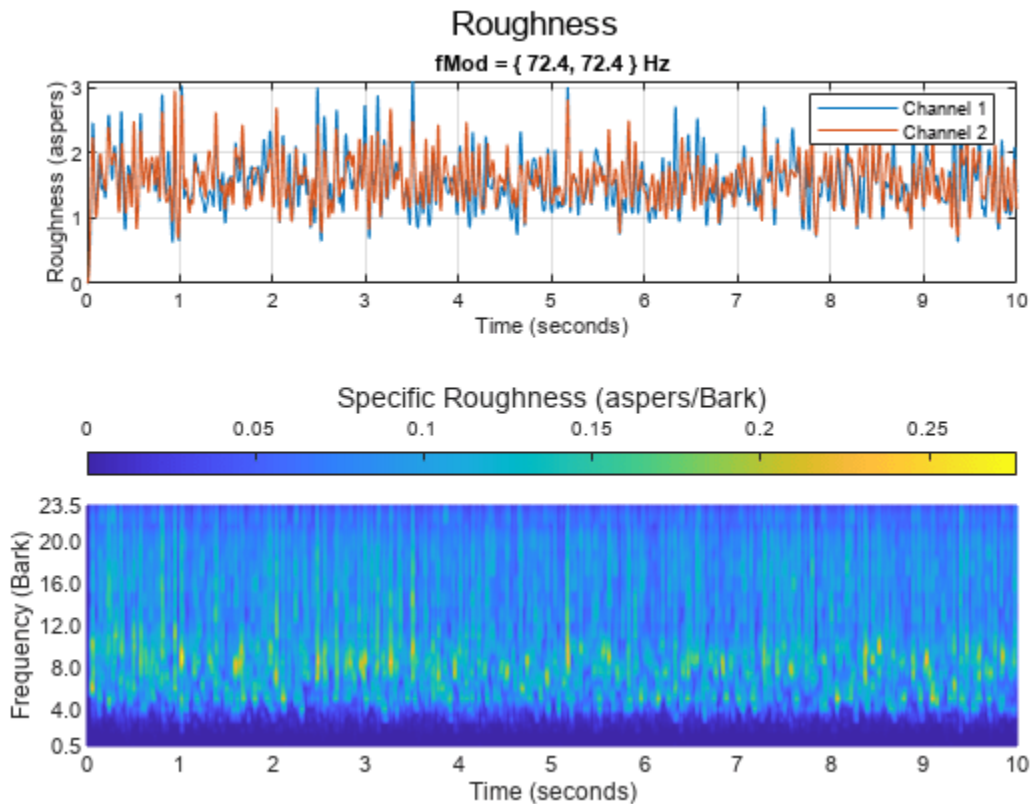 Roughness
fMod = { 72.4, 72.4 } Hz
Roughness (aspers)
3
2
1
0
Channel 1
Channel 2
0 1 2 3 4 5 6 7 8 9 10
Time (seconds)
Specific Roughness (aspers/Bark)
0 0.05 0.1 0.15 0.2 0.25
Frequency (Bark)
23.5
20.0
16.0
12.0
8.0
4.0
0.5
0 1 2 3 4 5 6 7 8 9 10
Time (seconds)